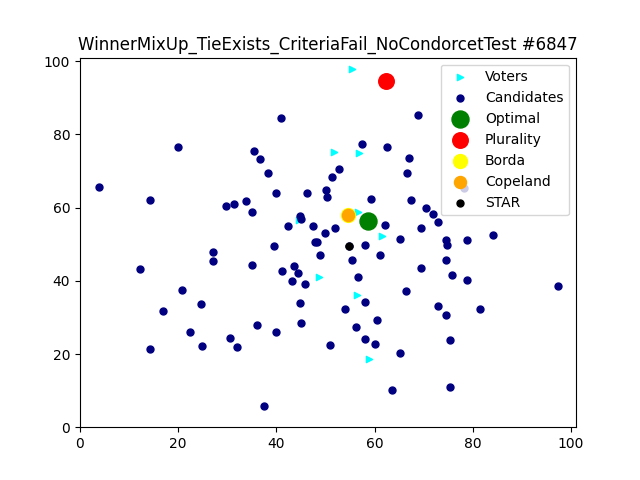 WinnerMixUp_TieExists_CriteriaFail_NoCondorcetTest #6847
100
80
60
40
20
0
0 20 40 60 80 100
Voters
Candidates
Optimal
Plurality
Borda
Copeland
STAR